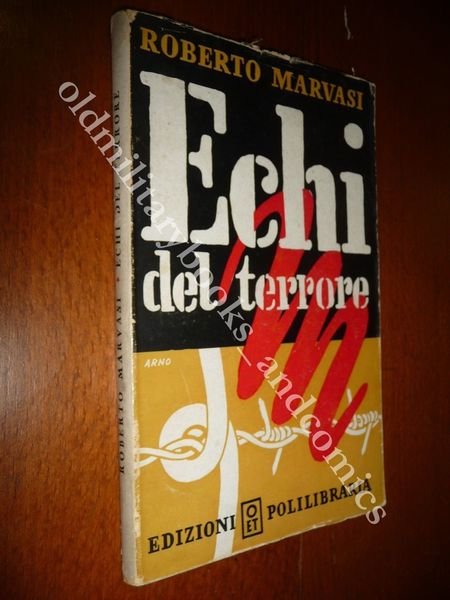 ROBERTO MARVASI
Echi
del terrore
M
ARNO
EDIZIONI OET POLILIBRARIA
ROBERTO MARVASI • ECHI DEL TERRORE
oldmilitarybooks_andcomics